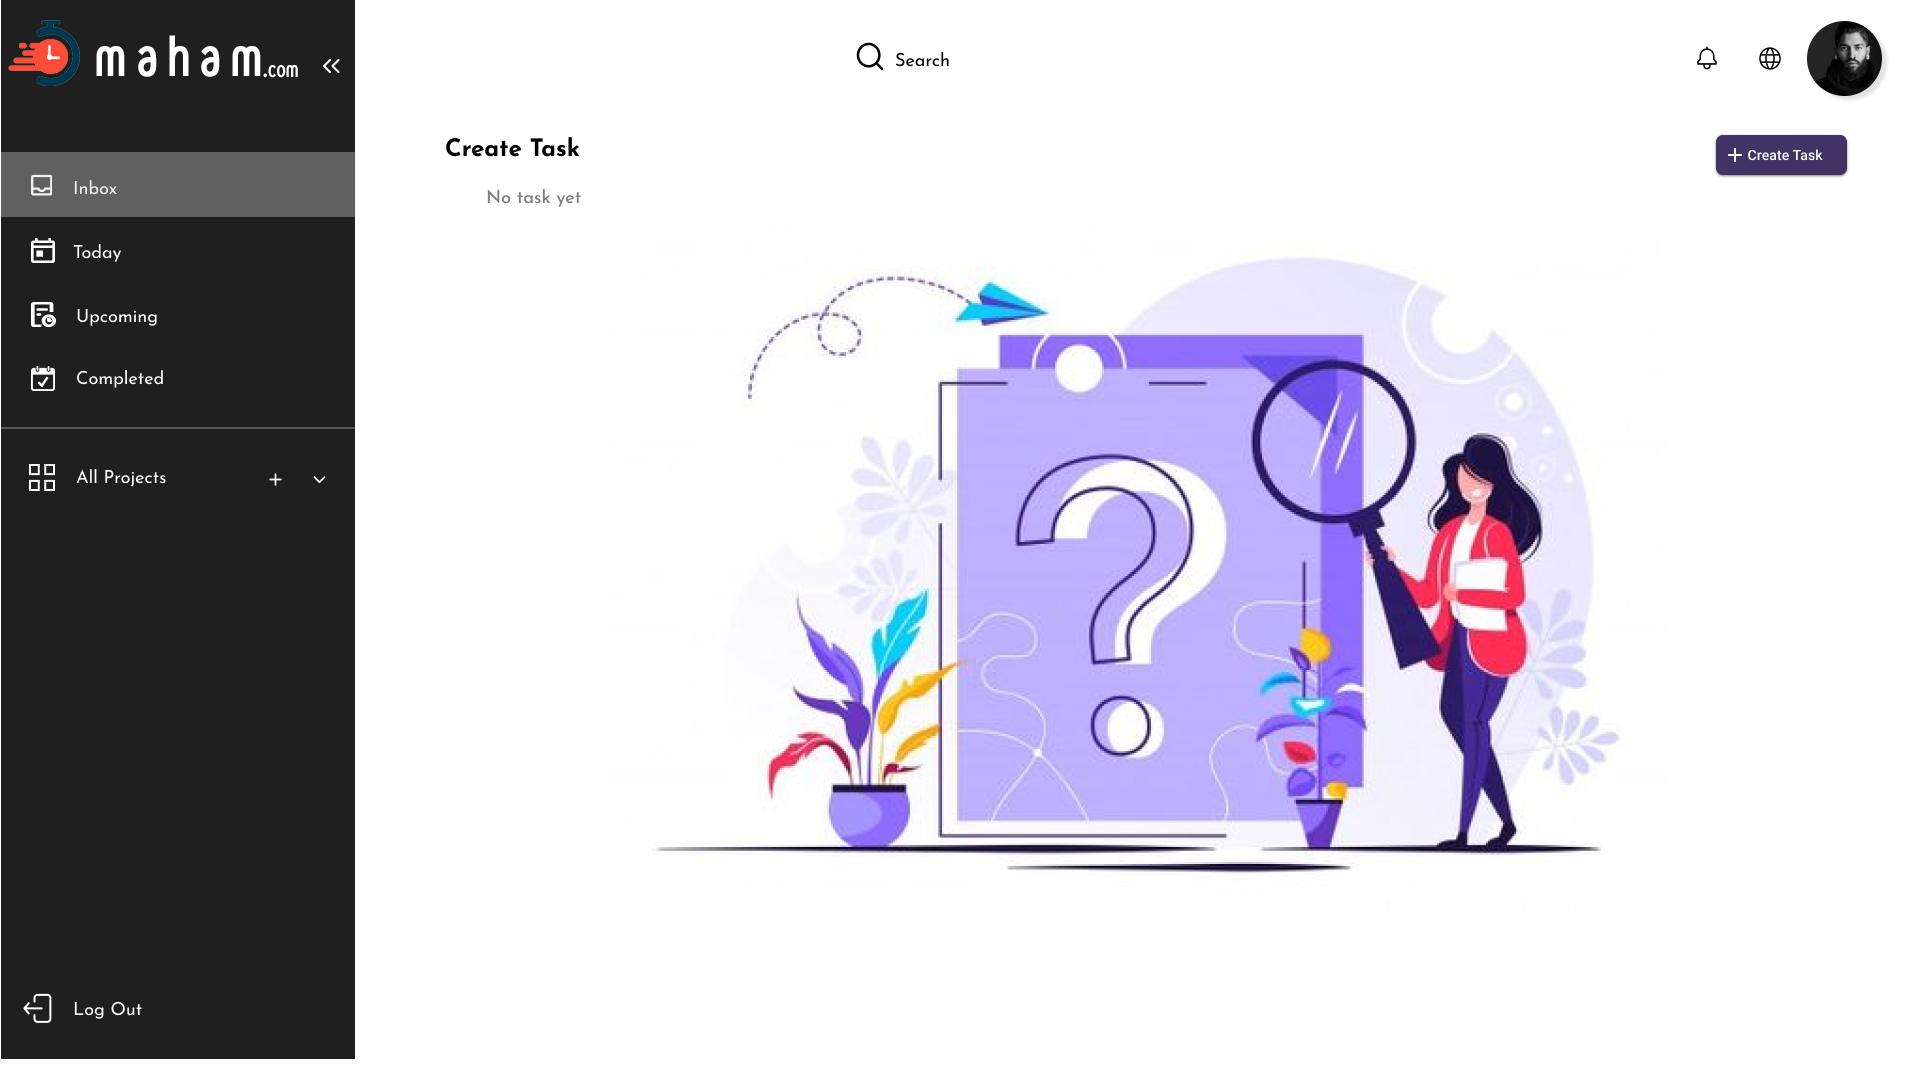 maham.com
Search
Create Task
Create Task
No task yet
Inbox
Today
Upcoming
Completed
All Projects
Log Out